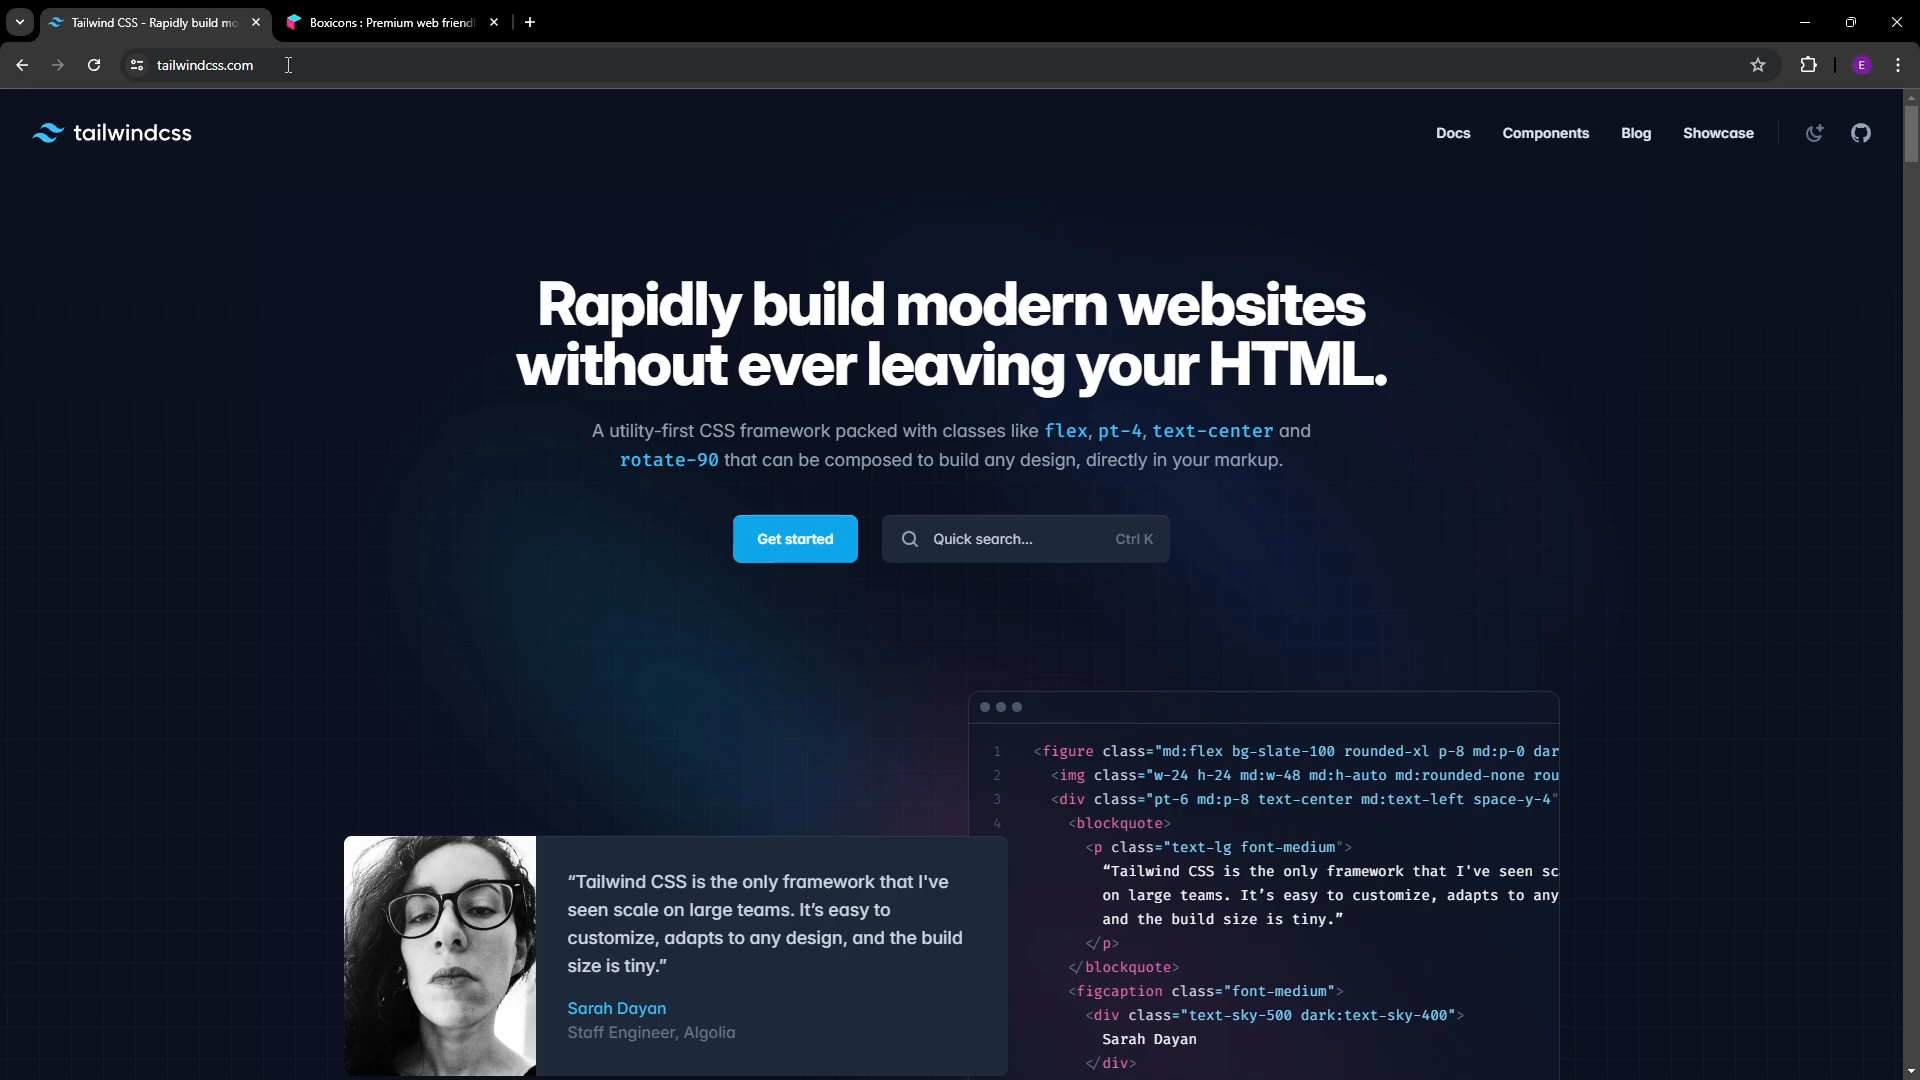 Tailwind CSS - Rapidly build mo
Boxicons : Premium web friend
tailwindcss.com
E
tailwindcss
Docs
Components
Blog
Showcase
Rapidly build modern websites
without ever leaving your HTML.
A utility-first CSS framework packed with classes like flex, pt-4, text-center and
rotate-90 that can be composed to build any design, directly in your markup.
Get started
Quick search...
Ctrl K
1 <figure class="md:flex bg-slate-100 rounded-xl p-8 md:p-0 dar
2 <img class="w-24 h-24 md:w-48 md:h-auto md:rounded-none rou
3 <div class="pt-6 md:p-8 text-center md:text-left space-y-4"
4 <blockquote>
<p class="text-lg font-medium">
“Tailwind CSS is the only framework that I've seen sc
on large teams. It’s easy to customize, adapts to any
and the build size is tiny.”
</p>
</blockquote>
<figcaption class="font-medium">
<div class="text-sky-500 dark:text-sky-400">
Sarah Dayan
</div>
“Tailwind CSS is the only framework that I've
seen scale on large teams. It’s easy to
customize, adapts to any design, and the build
size is tiny.”
Sarah Dayan
Staff Engineer, Algolia